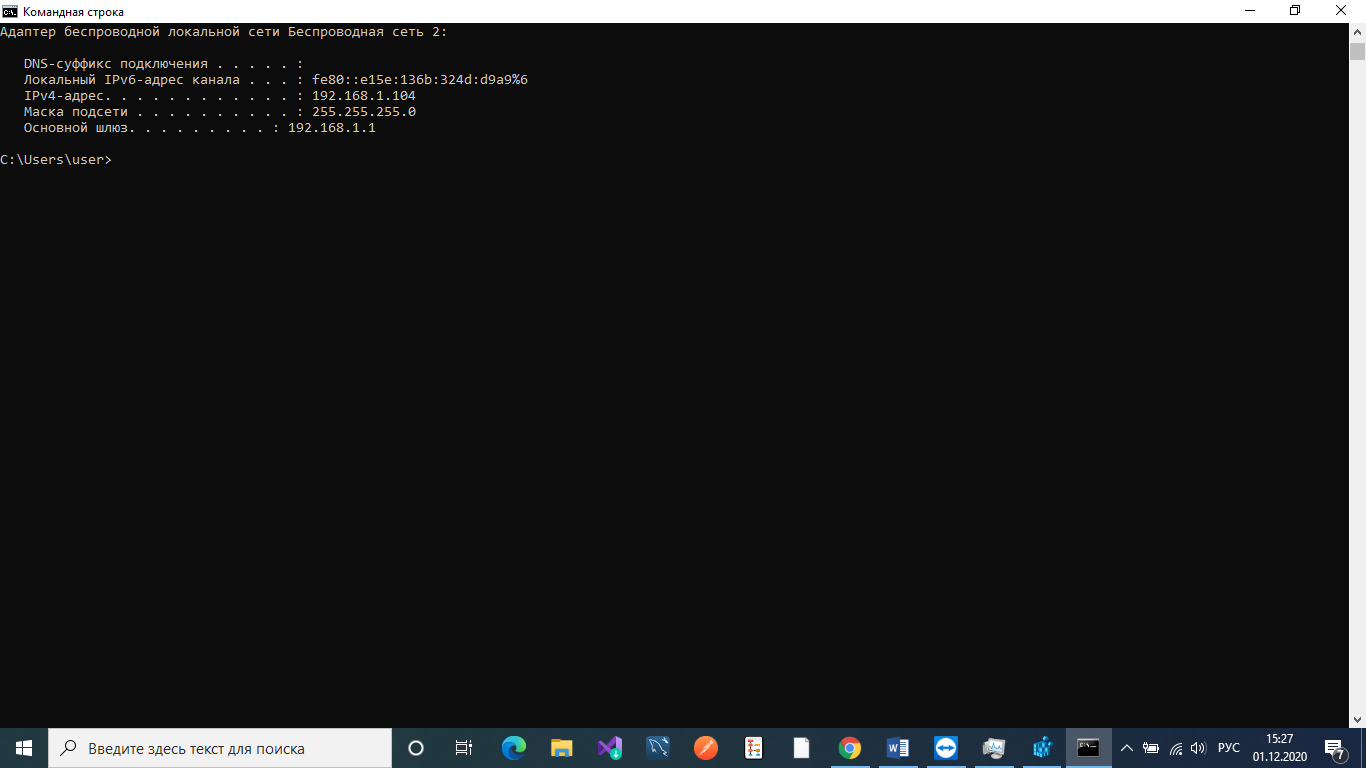 Командная строка
Адаптер беспроводной локальной сети Беспроводная сеть 2:
DNS-суффикс подключения . . . . . :
Локальный IPv6-адрес канала . . . : fe80::e15e:136b:324d:d9a9%6
IPv4-адрес. . . . . . . . . . . . : 192.168.1.104
Маска подсети . . . . . . . . . . : 255.255.255.0
Основной шлюз. . . . . . . . . : 192.168.1.1
C:\Users\user>
Введите здесь текст для поиска
РУС
15:27
01.12.2020
7